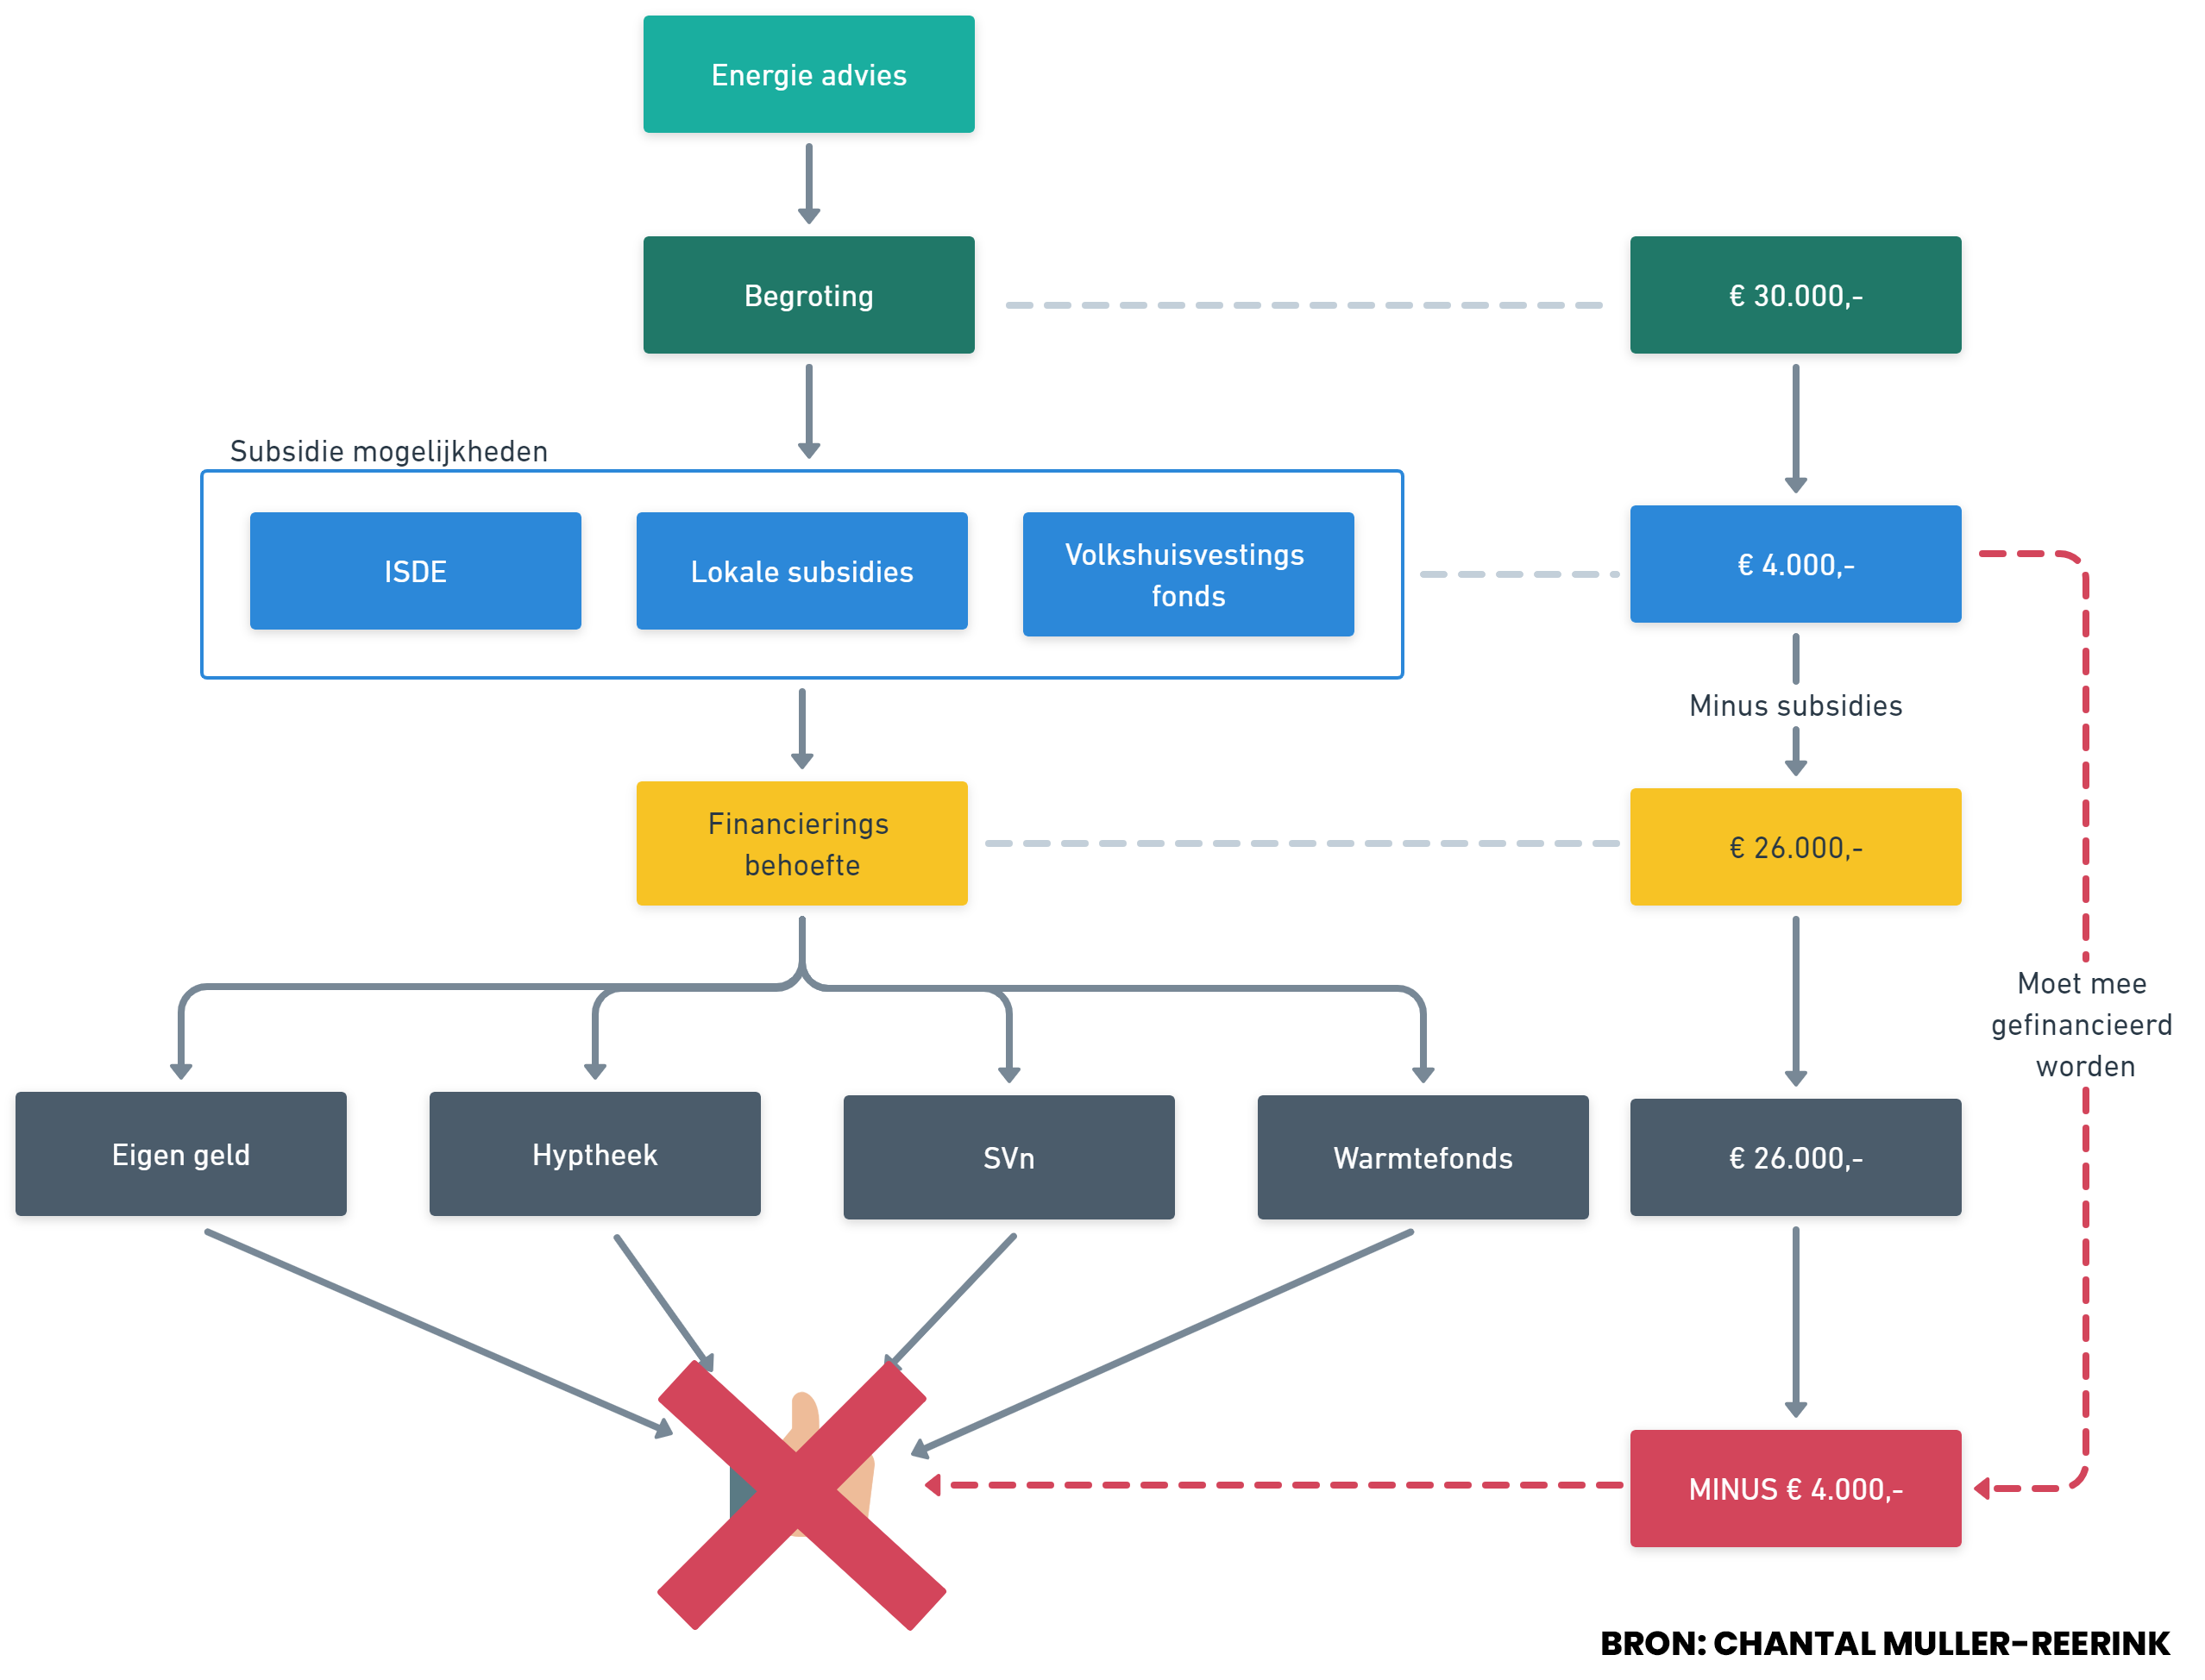 Energie advies
Begroting
€ 30.000,-
Subsidie mogelijkheden
ISDE
Lokale subsidies
Volkshuisvestings
fonds
€ 4.000,-
Minus subsidies
Financierings
behoefte
€ 26.000,-
Moet mee
gefinancieerd
worden
Eigen geld
Hyptheek
SVn
Warmtefonds
€ 26.000,-
MINUS € 4.000,-
BRON: CHANTAL MULLER-REERINK